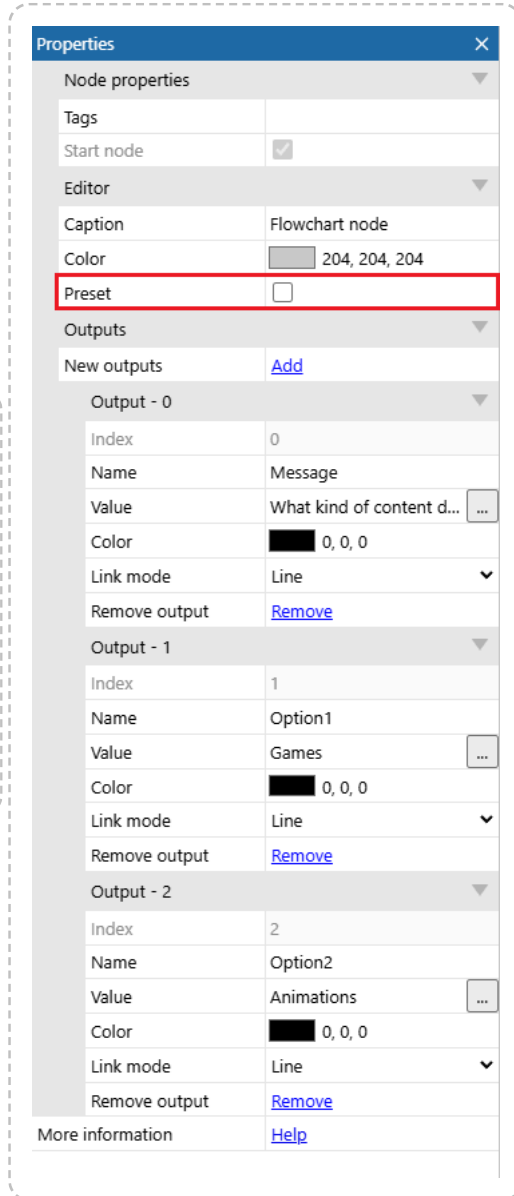 Properties
Node properties
Tags
Start node
Editor
Caption Flowchart node
Color 204, 204, 204
Preset
Outputs
New outputs Add
Output - 0
Index 0
Name Message
Value What kind of content d... ...
Color 0, 0, 0
Link mode Line
Remove output Remove
Output - 1
Index 1
Name Option1
Value Games ...
Color 0, 0, 0
Link mode Line
Remove output Remove
Output - 2
Index 2
Name Option2
Value Animations ...
Color 0, 0, 0
Link mode Line
Remove output Remove
More information Help